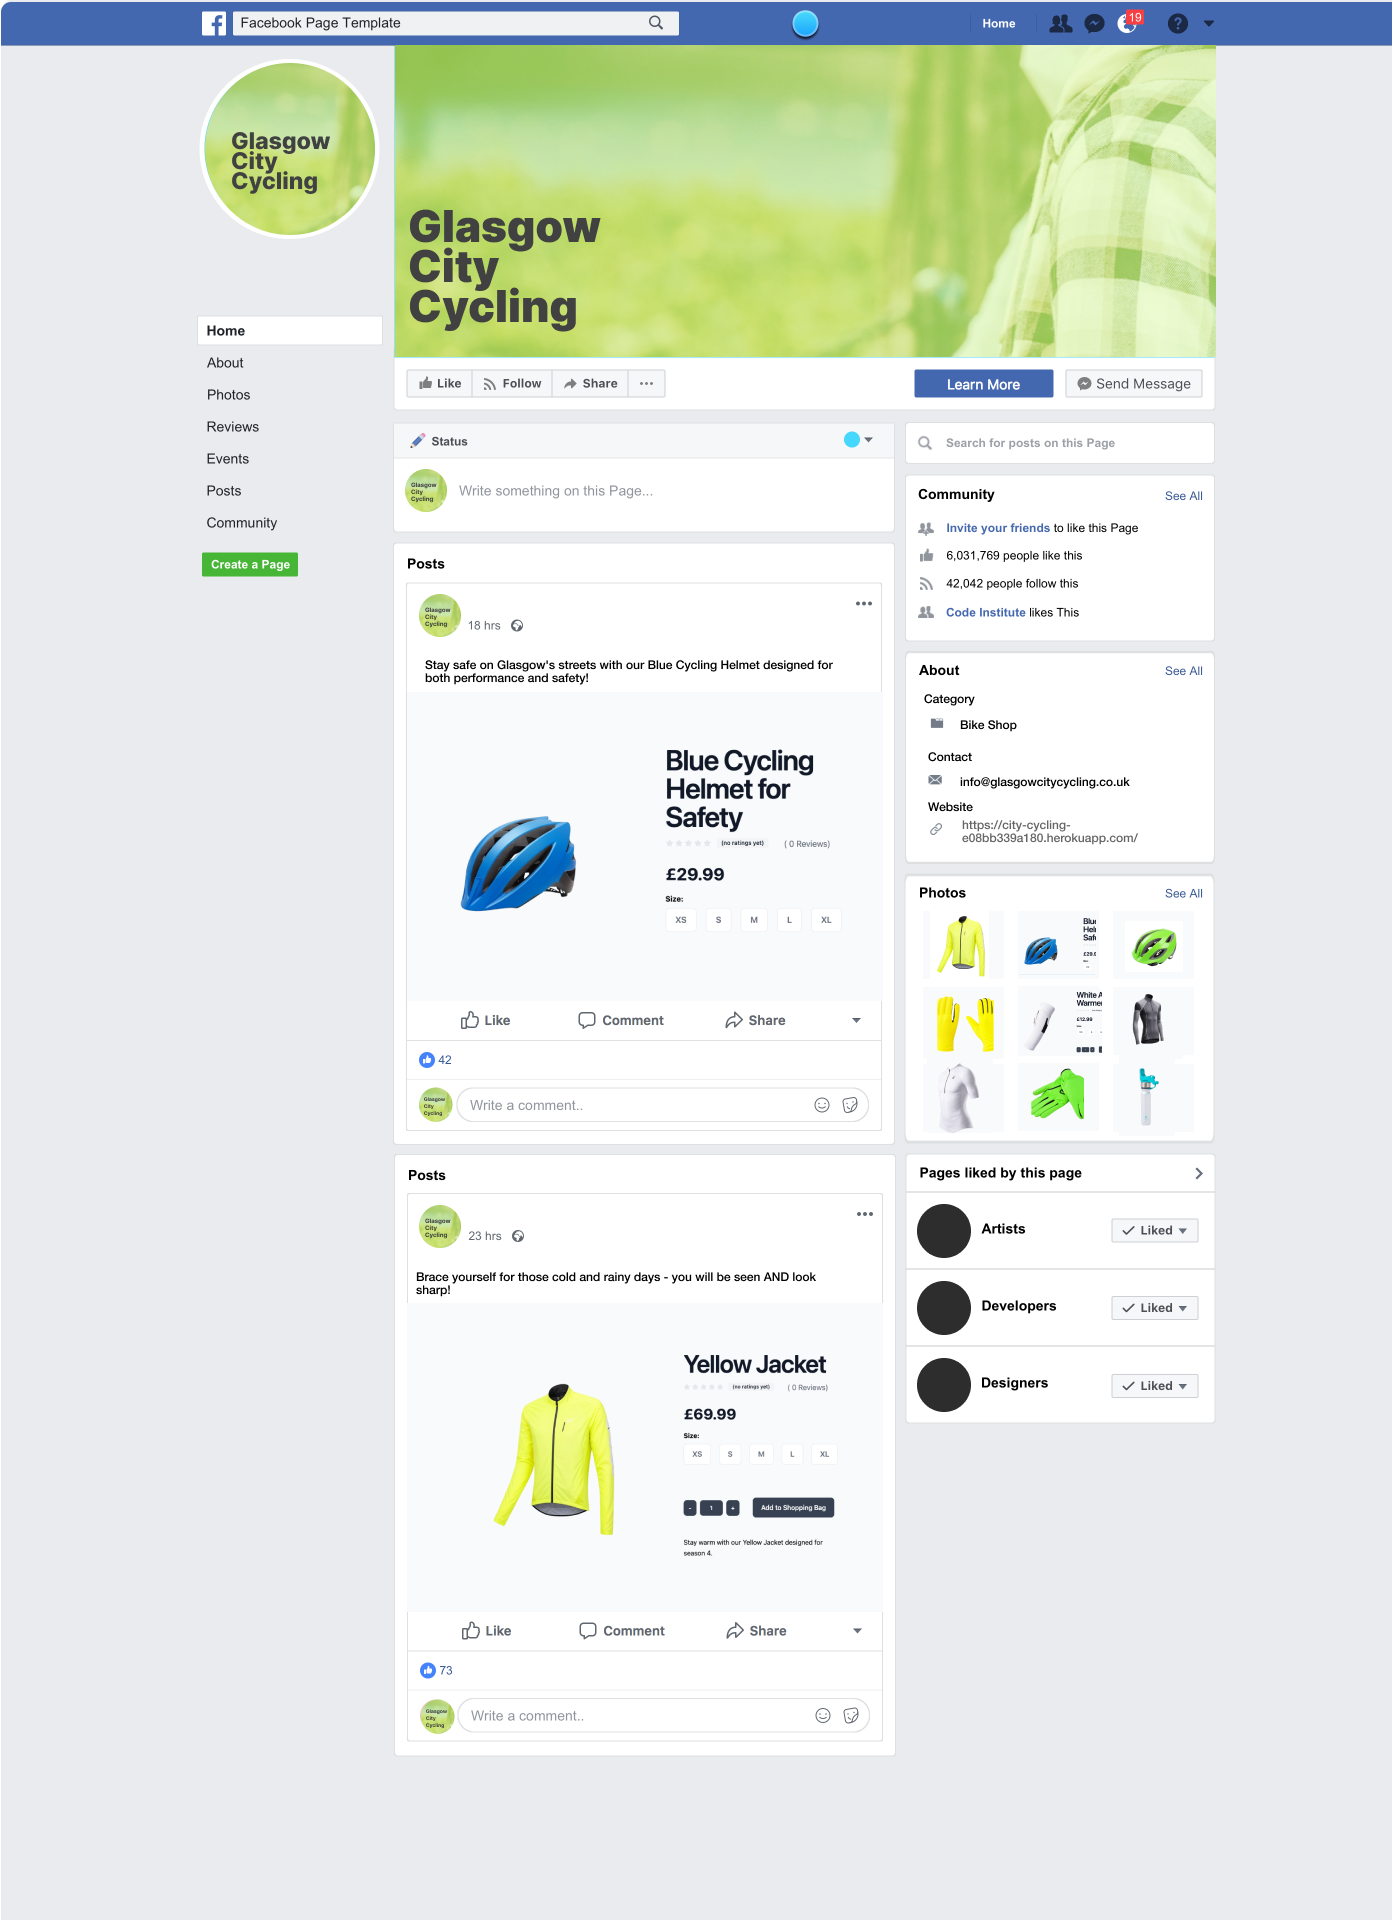 Facebook Page Template
Home
19
?
Glasgow
City
Cycling
Glasgow
City
Cycling
Home
About
Photos
Reviews
Events
Posts
Community
Create a Page
Like
Follow
Share
Learn More
Send Message
Status
Glasgow
City
Cycling
Write something on this Page...
Posts
Glasgow
City
Cycling
18 hrs
Stay safe on Glasgow's streets with our Blue Cycling Helmet designed for
both performance and safety!
Blue Cycling
Helmet for
Safety
(no ratings yet)
( 0 Reviews)
£29.99
Size:
XS S M L XL
Like
Comment
Share
42
Glasgow
City
Cycling
Write a comment..
Posts
Glasgow
City
Cycling
23 hrs
Brace yourself for those cold and rainy days - you will be seen AND look
sharp!
Yellow Jacket
(no ratings yet)
( 0 Reviews)
£69.99
Size:
XS S M L XL
- 1 +
Add to Shopping Bag
Stay warm with our Yellow Jacket designed for
season 4.
Like
Comment
Share
73
Glasgow
City
Cycling
Write a comment..
Search for posts on this Page
Community
See All
Invite your friends to like this Page
6,031,769 people like this
42,042 people follow this
Code Institute likes This
About
See All
Category
Bike Shop
Contact
info@glasgowcitycycling.co.uk
Website
https://city-cycling-
e08bb339a180.herokuapp.com/
Photos
See All
White A
Warmer
£12.99
Pages liked by this page
Artists
Liked
Developers
Liked
Designers
Liked